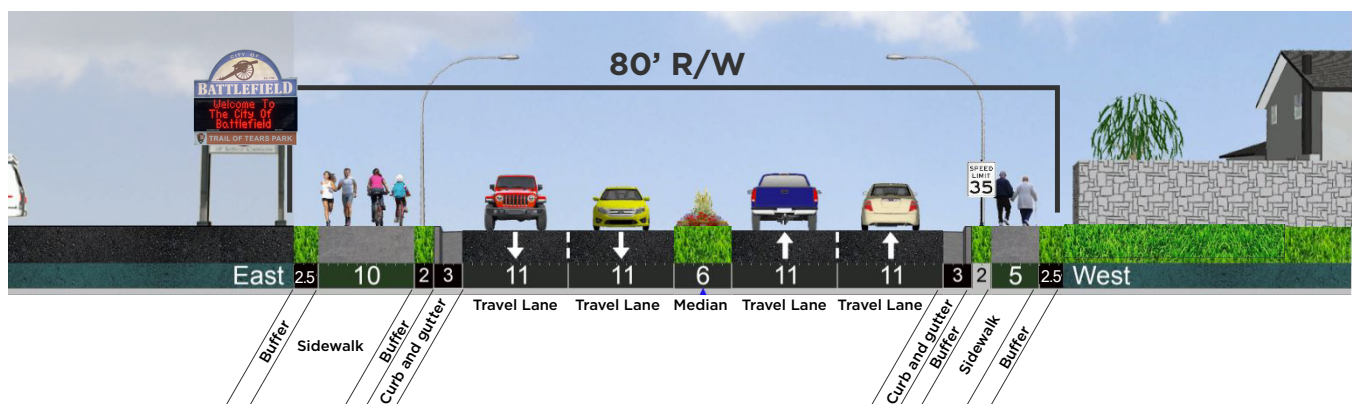 80’ R/W
CITY OF
BATTLEFIELD
Welcome To
The City Of
Battlefield
TRAIL OF TEARS PARK
SPEED
LIMIT
35
East 2.5 10 2 3 11 11 6 11 11 3 2 5 2.5 West
Travel Lane Travel Lane Median Travel Lane Travel Lane
Buffer
Sidewalk
Buffer
Curb and gutter
Curb and gutter
Buffer
Sidewalk
Buffer